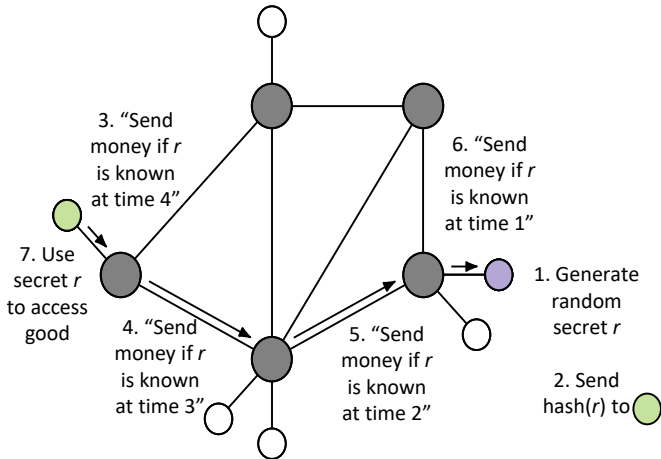 3. “Send
money if r
is known
at time 4”
6. “Send
money if r
is known
at time 1”
7. Use
secret r
to access
good
1. Generate
random
secret r
4. “Send
money if r
is known
at time 3”
5. “Send
money if r
is known
at time 2”
2. Send
hash(r) to